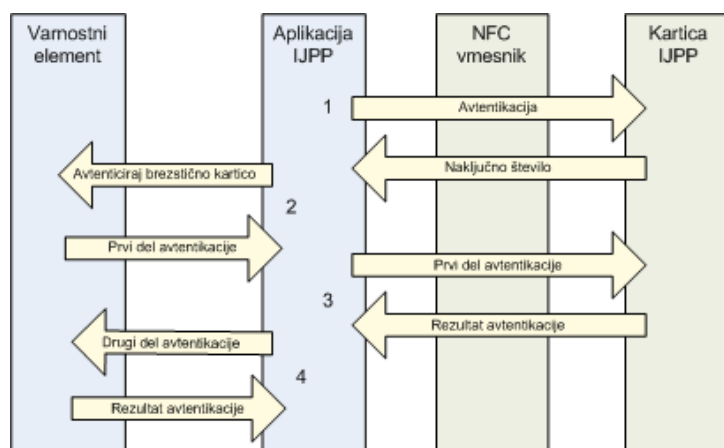 Varnostni
element
Aplikacija
IJPP
NFC
vmesnik
Kartica
IJPP
1
Avtentikacija
Naključno število
Avtenticiraj brezstično kartico
2
Prvi del avtentikacije
Prvi del avtentikacije
3
Rezultat avtentikacije
Drugi del avtentikacije
4
Rezultat avtentikacije